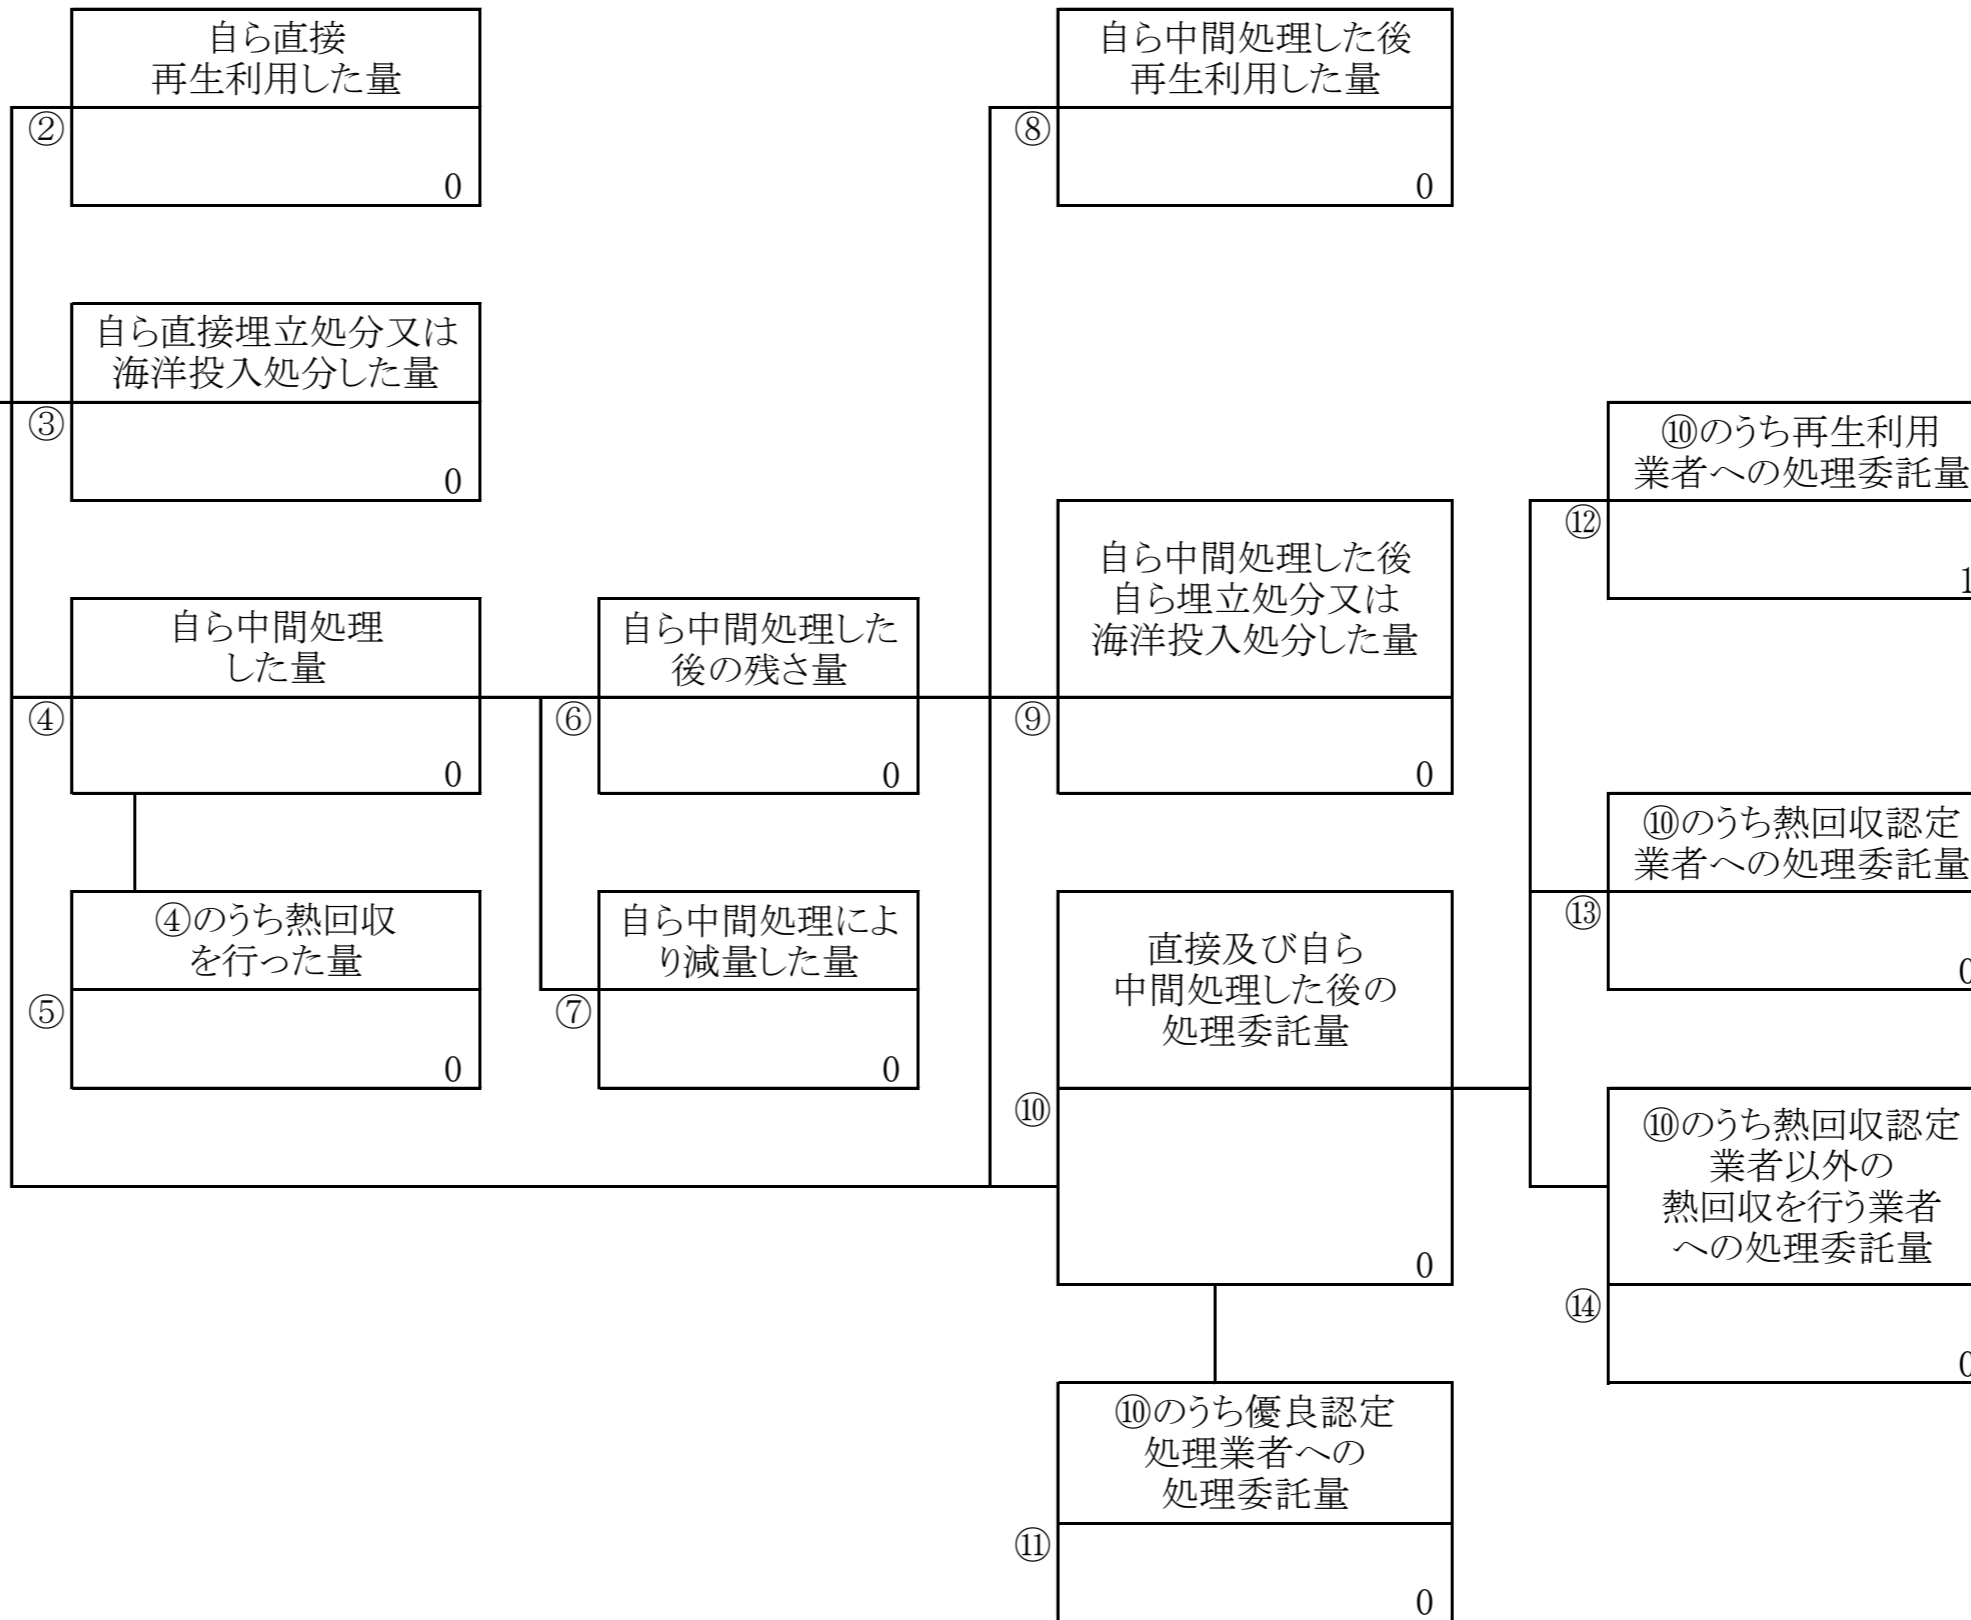 自ら直接
再生利用した量
②
0
自ら中間処理した後
再生利用した量
⑧
0
自ら直接埋立処分又は
海洋投入処分した量
③
0
⑩のうち再生利用
業者への処理委託量
⑫
1
自ら中間処理した後
自ら埋立処分又は
海洋投入処分した量
⑨
0
自ら中間処理
した量
④
0
自ら中間処理した
後の残さ量
⑥
0
⑩のうち熱回収認定
業者への処理委託量
⑬
0
④のうち熱回収
を行った量
⑤
0
自ら中間処理によ
り減量した量
⑦
0
直接及び自ら
中間処理した後の
処理委託量
⑩
0
⑩のうち熱回収認定
業者以外の
熱回収を行う業者
への処理委託量
⑭
0
⑩のうち優良認定
処理業者への
処理委託量
⑪
0